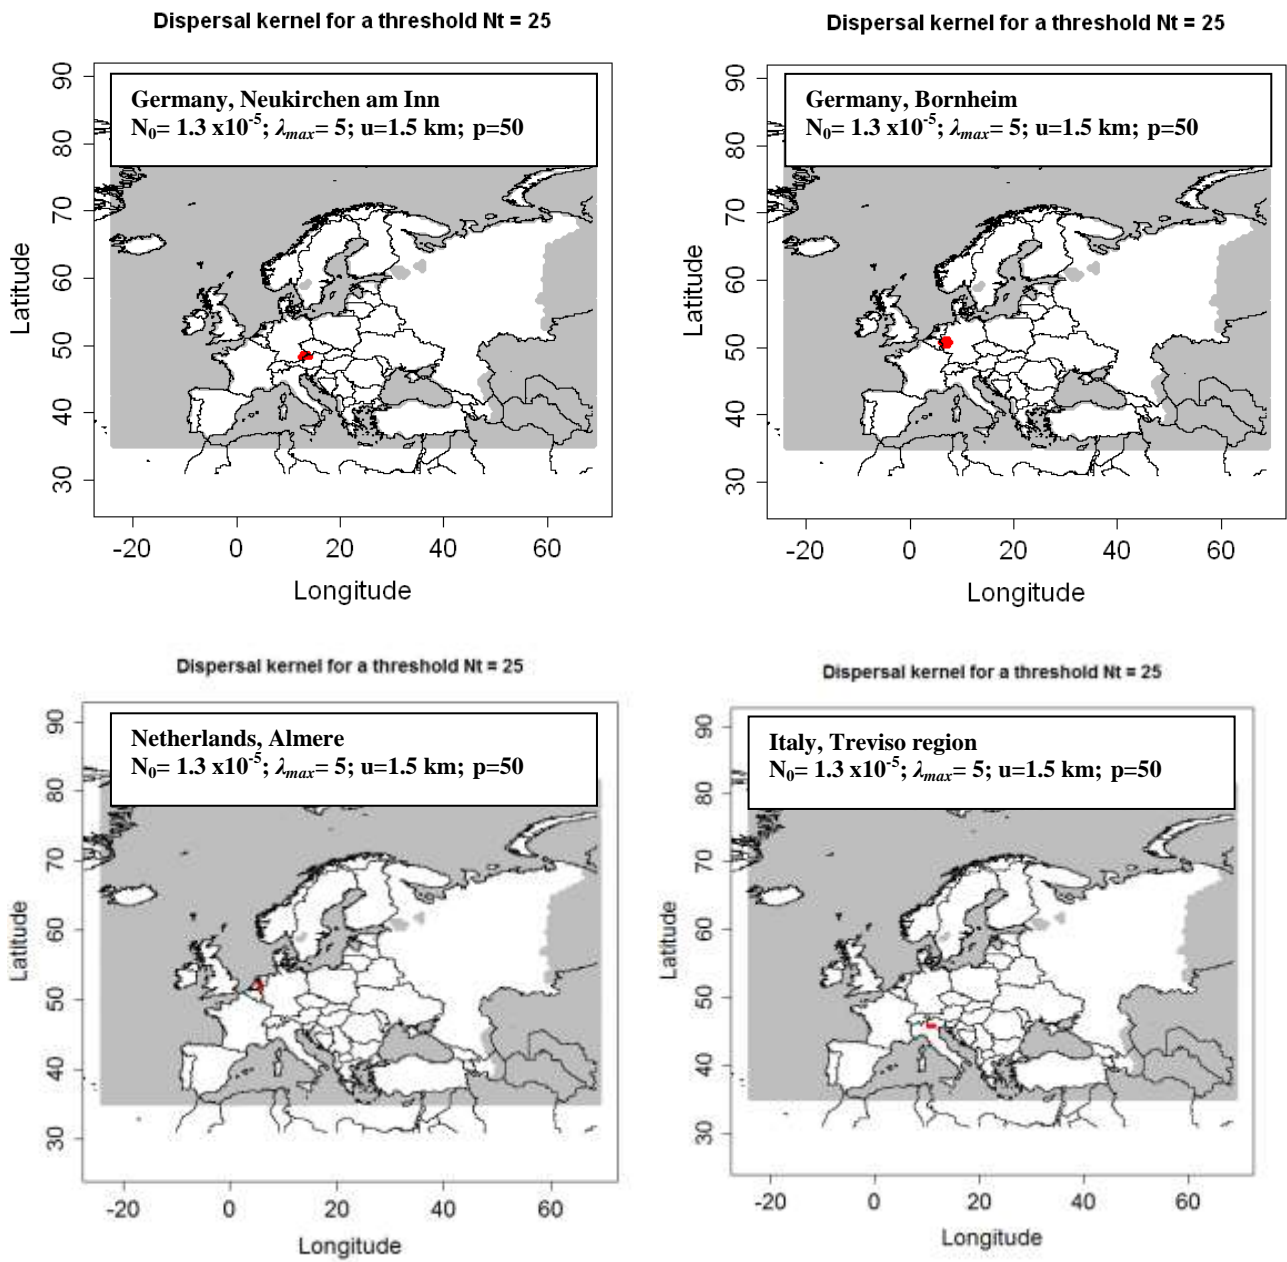 Dispersal kernel for a threshold Nt = 25
Germany, Neukirchen am Inn
N₀= 1.3 x10⁻⁵; λmax= 5; u=1.5 km; p=50
90
80
70
60
50
40
30
Latitude
-20 0 20 40 60
Longitude
Dispersal kernel for a threshold Nt = 25
Germany, Bornheim
N₀= 1.3 x10⁻⁵; λmax= 5; u=1.5 km; p=50
90
80
70
60
50
40
30
Latitude
-20 0 20 40 60
Longitude
Dispersal kernel for a threshold Nt = 25
Netherlands, Almere
N₀= 1.3 x10⁻⁵; λmax= 5; u=1.5 km; p=50
90
80
70
60
50
40
30
Latitude
-20 0 20 40 60
Longitude
Dispersal kernel for a threshold Nt = 25
Italy, Treviso region
N₀= 1.3 x10⁻⁵; λmax= 5; u=1.5 km; p=50
90
80
70
60
50
40
30
Latitude
-20 0 20 40 60
Longitude